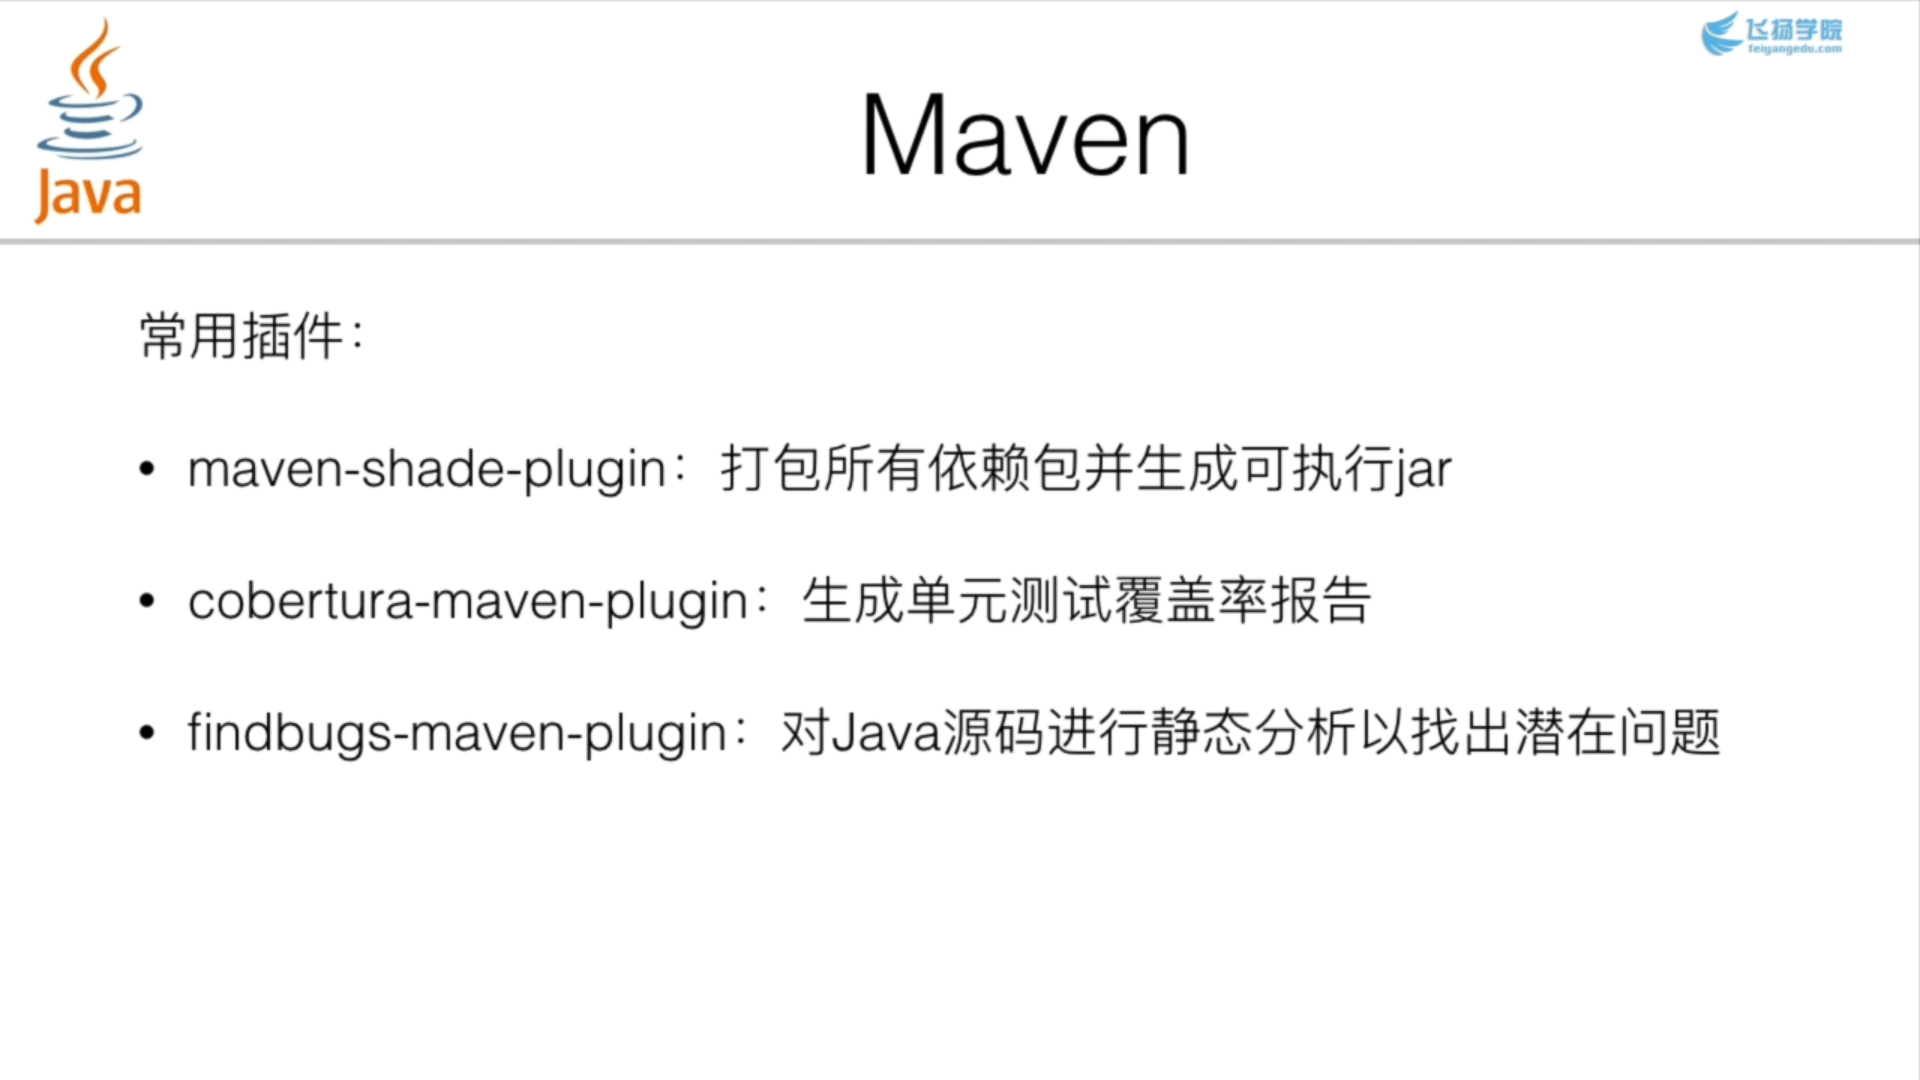 飞扬学院
feiyangedu.com
Java
Maven
常用插件：
• maven-shade-plugin：打包所有依赖包并生成可执行jar
• cobertura-maven-plugin：生成单元测试覆盖率报告
• findbugs-maven-plugin：对Java源码进行静态分析以找出潜在问题